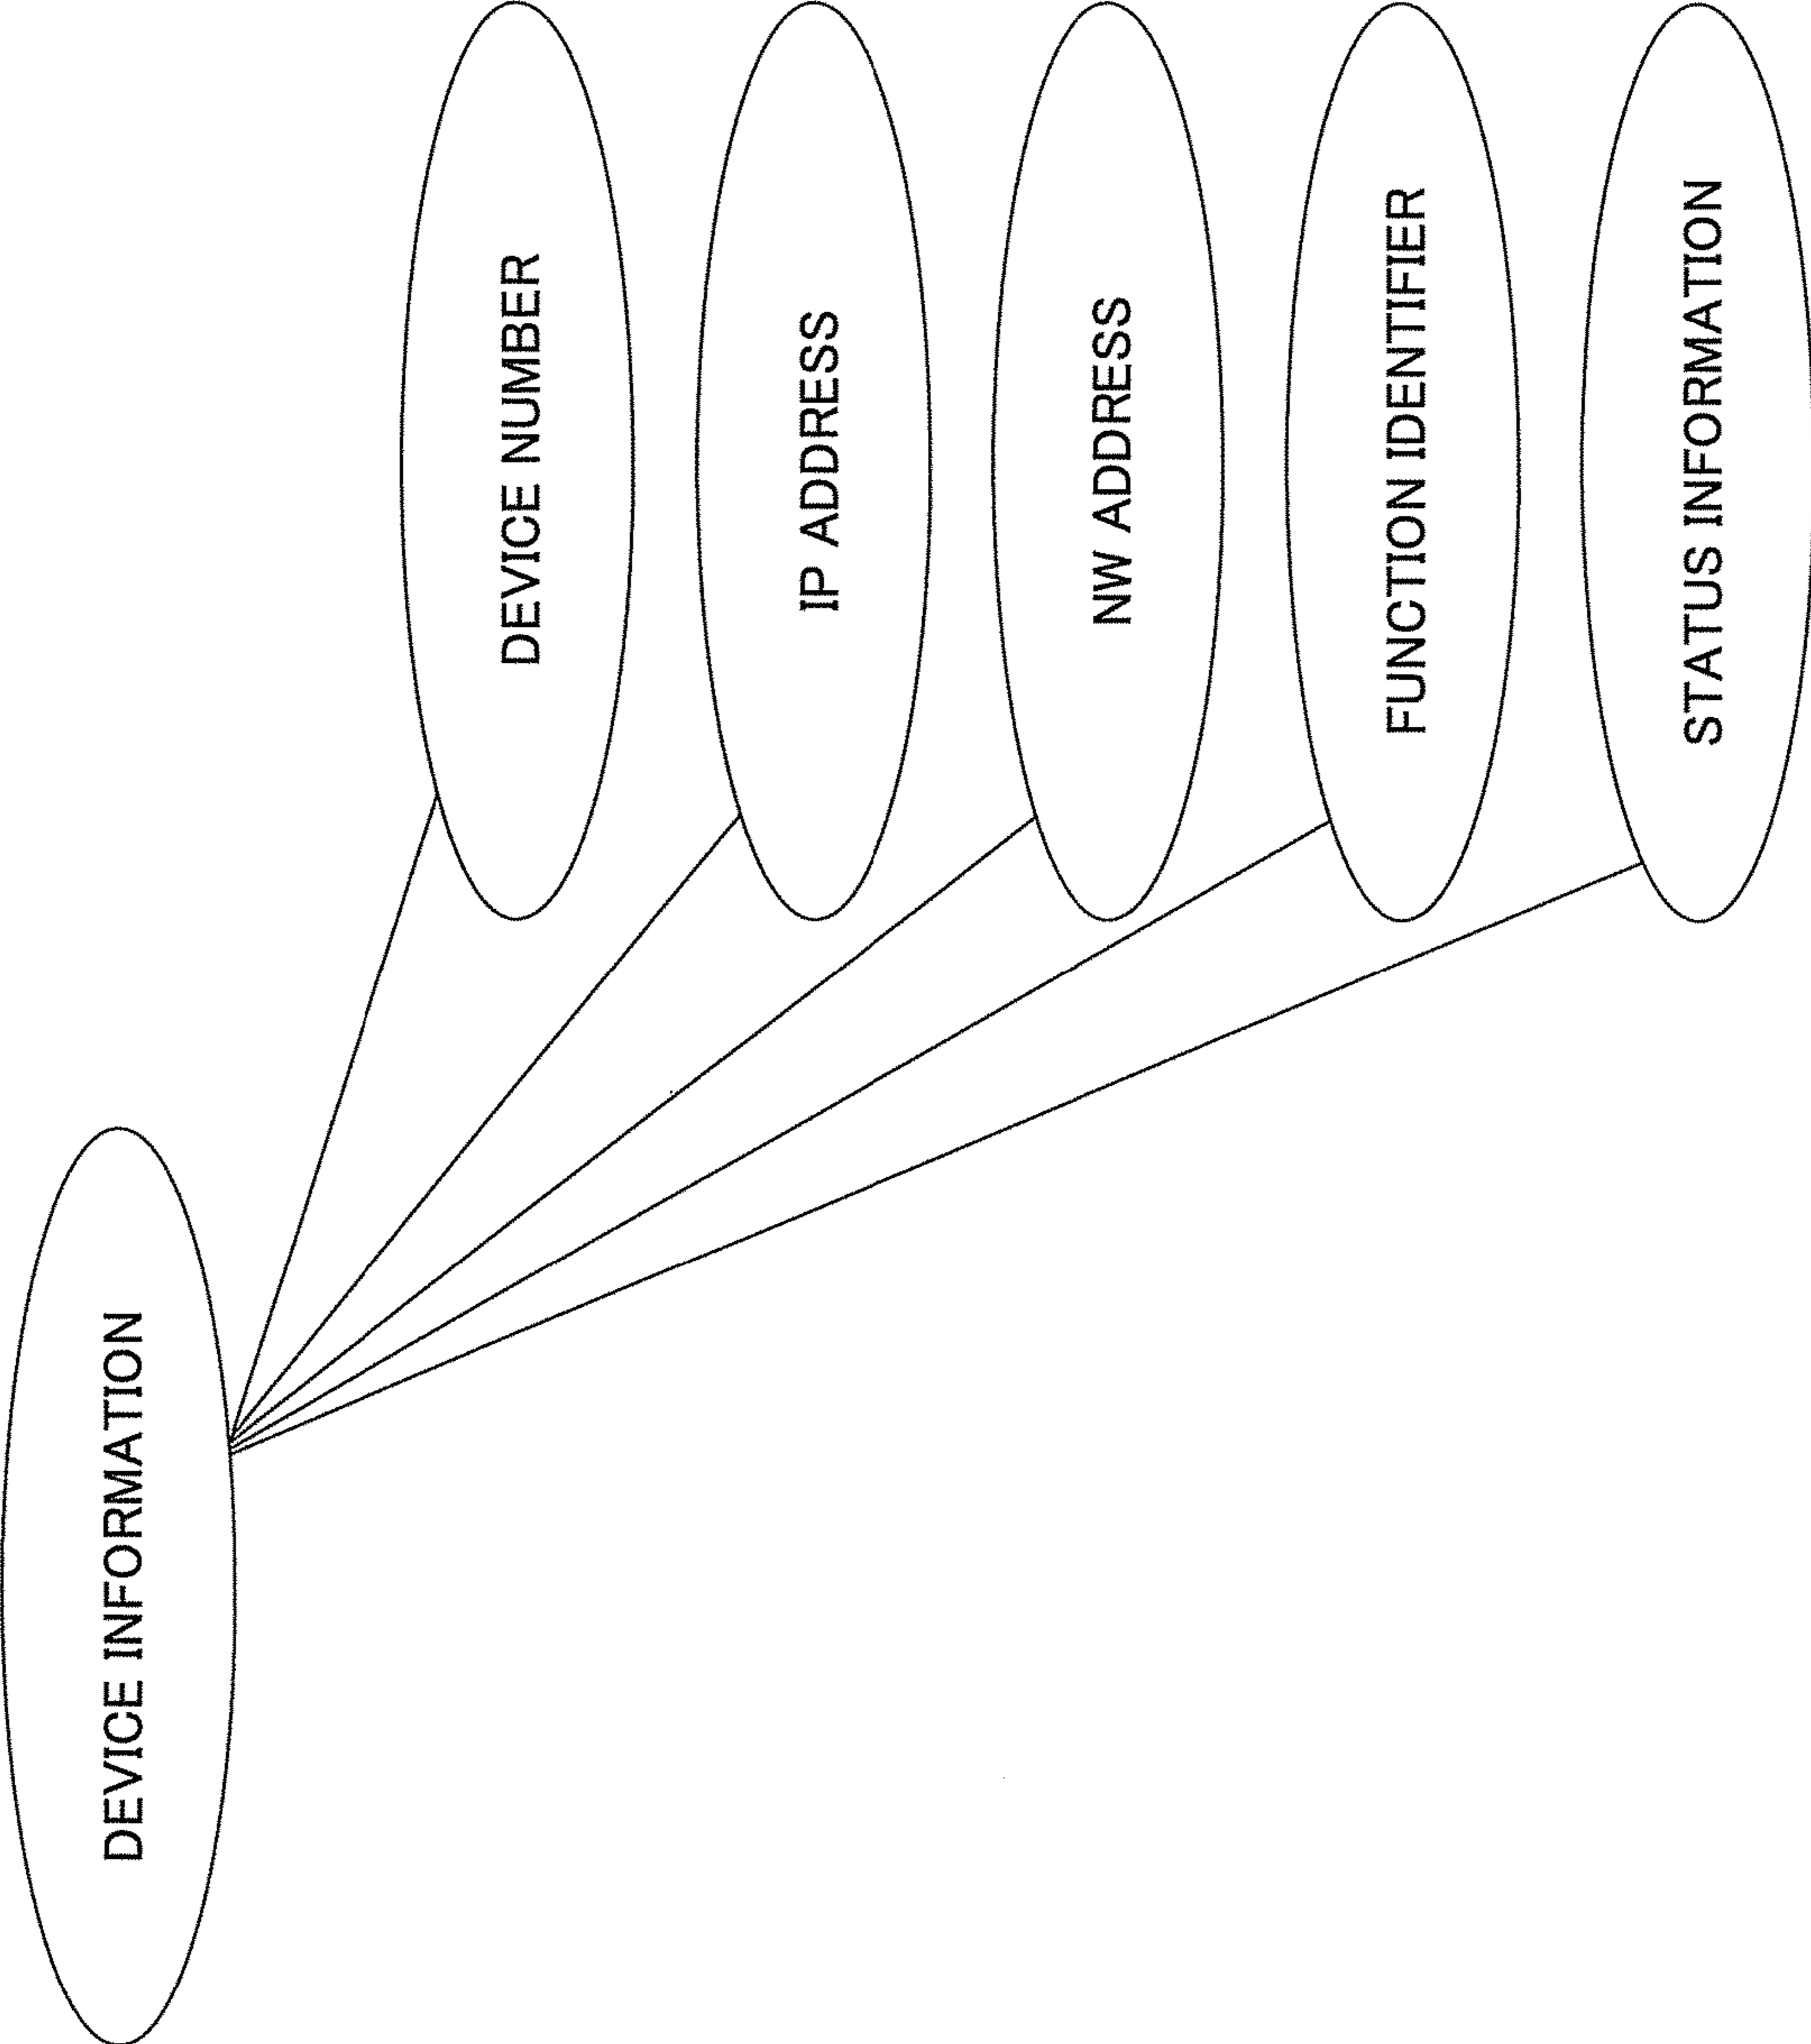 DEVICE INFORMATION
DEVICE NUMBER
IP ADDRESS
NW ADDRESS
FUNCTION IDENTIFIER
STATUS INFORMATION